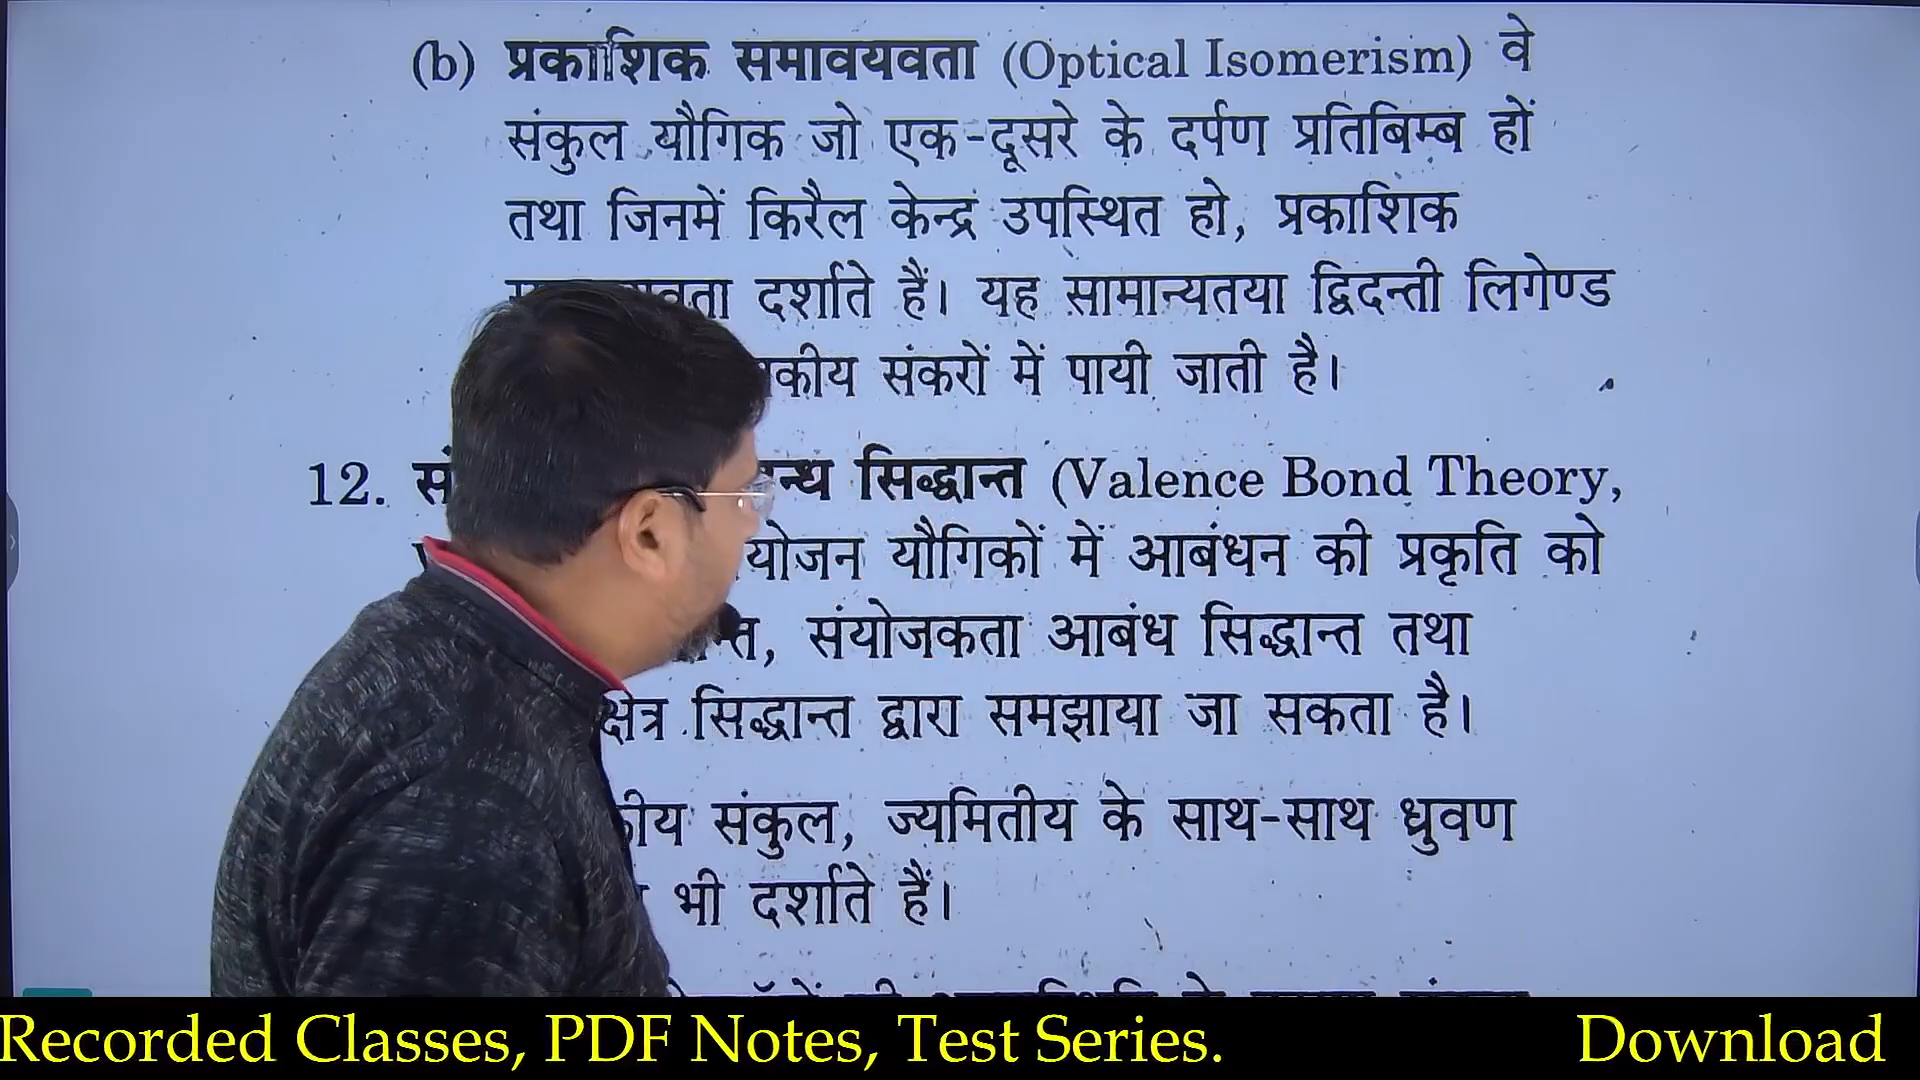 (b) प्रकाशिक समावयवता (Optical Isomerism) वे
संकुल यौगिक जो एक-दूसरे के दर्पण प्रतिबिम्ब हों
तथा जिनमें किरैल केन्द्र उपस्थित हो, प्रकाशिक
दर्शाते हैं। यह सामान्यतया द्विदन्ती लिगेण्ड
संकरों में पायी जाती है।
12. सिद्धान्त (Valence Bond Theory,
यौगिकों में आबंधन की प्रकृति को
संयोजकता आबंध सिद्धान्त तथा
क्षेत्र सिद्धान्त द्वारा समझाया जा सकता है।
संकुल, ज्यमितीय के साथ-साथ ध्रुवण
भी दर्शाते हैं।
Recorded Classes, PDF Notes, Test Series. Download